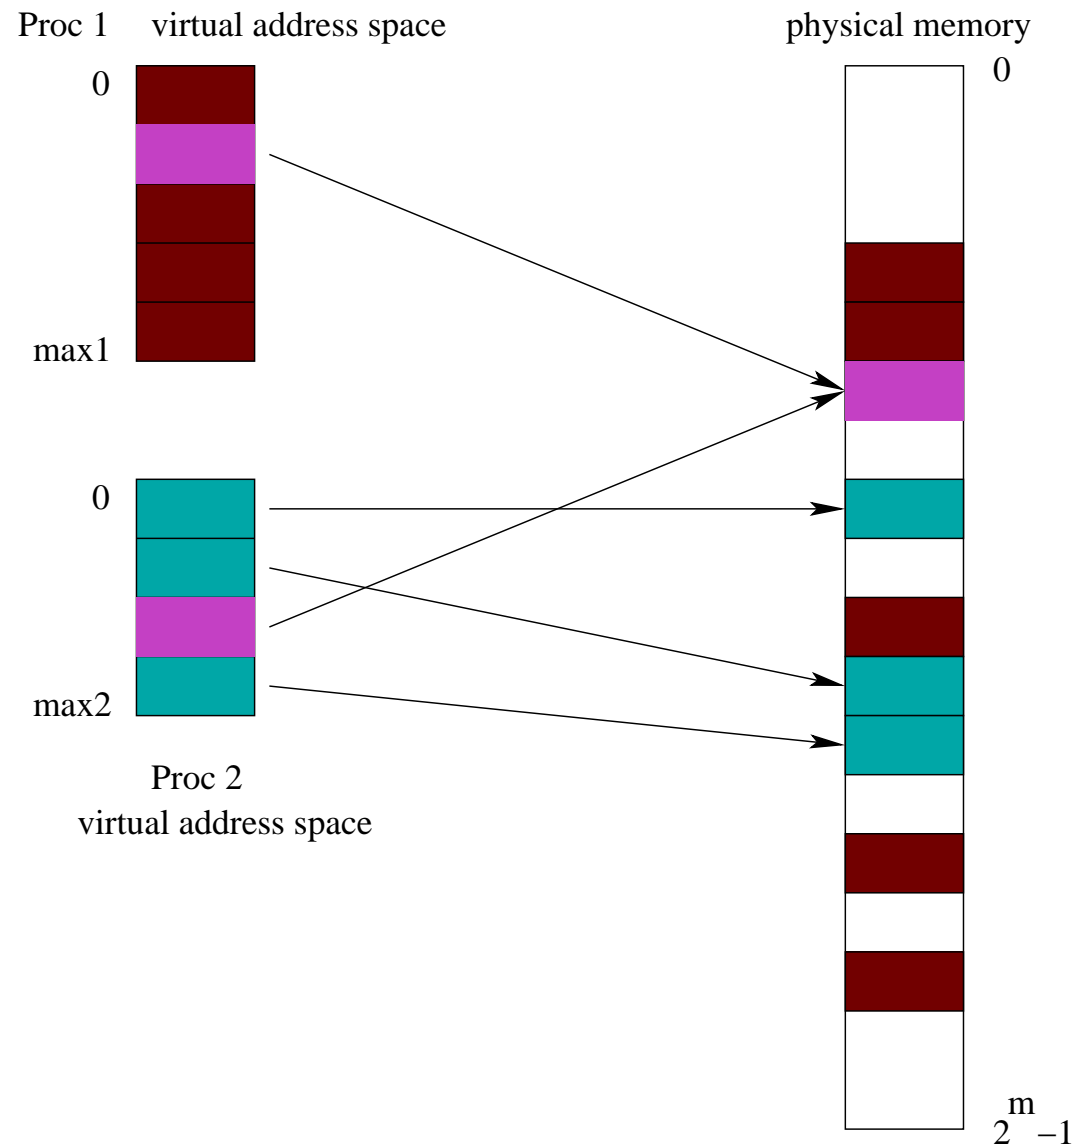 Proc 1 virtual address space
physical memory
0
0
max1
0
max2
Proc 2
virtual address space
2^m −1